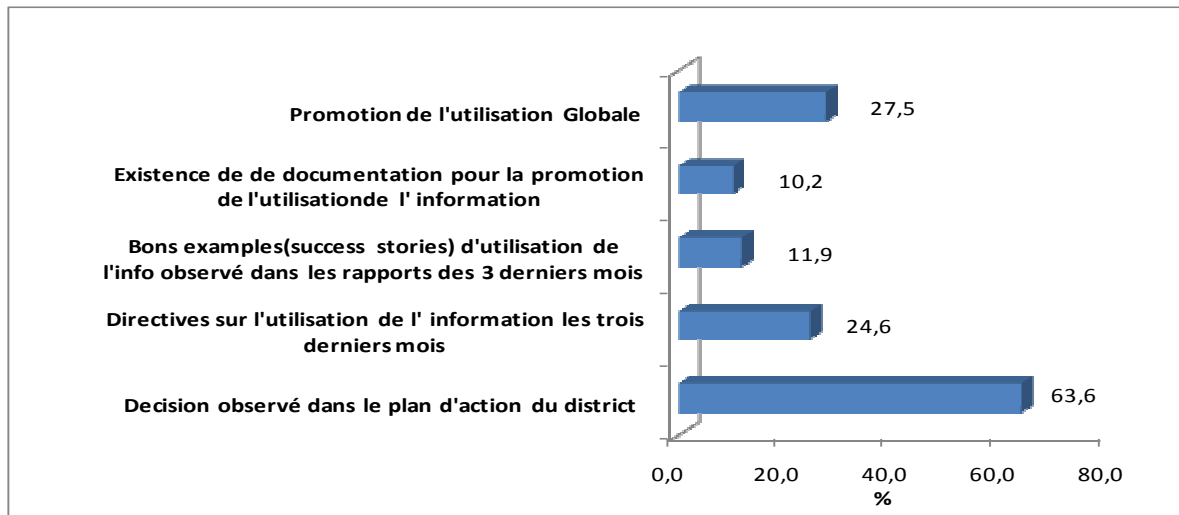 Promotion de l'utilisation Globale
27,5
Existence de de documentation pour la promotion
de l'utilisationde l' information
10,2
Bons examples(success stories) d'utilisation de
l'info observé dans les rapports des 3 derniers mois
11,9
Directives sur l'utilisation de l' information les trois
derniers mois
24,6
Decision observé dans le plan d'action du district
63,6
0,0 20,0 40,0 60,0 80,0
%